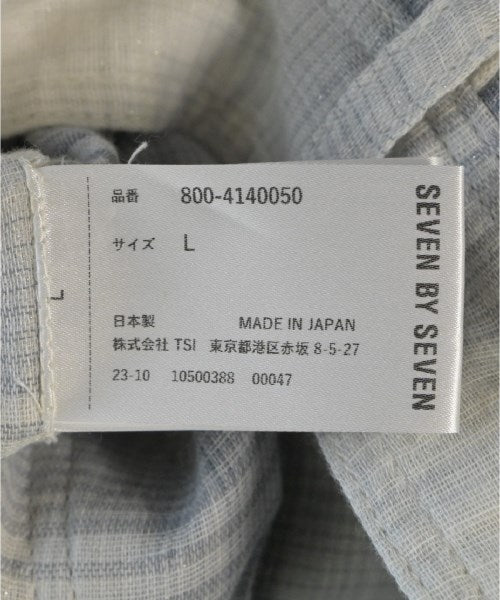 品番 800-4140050
サイズ L
日本製 MADE IN JAPAN
株式会社 TSI 東京都港区赤坂 8-5-27
23-10 10500388 00047
SEVEN BY SEVEN
L